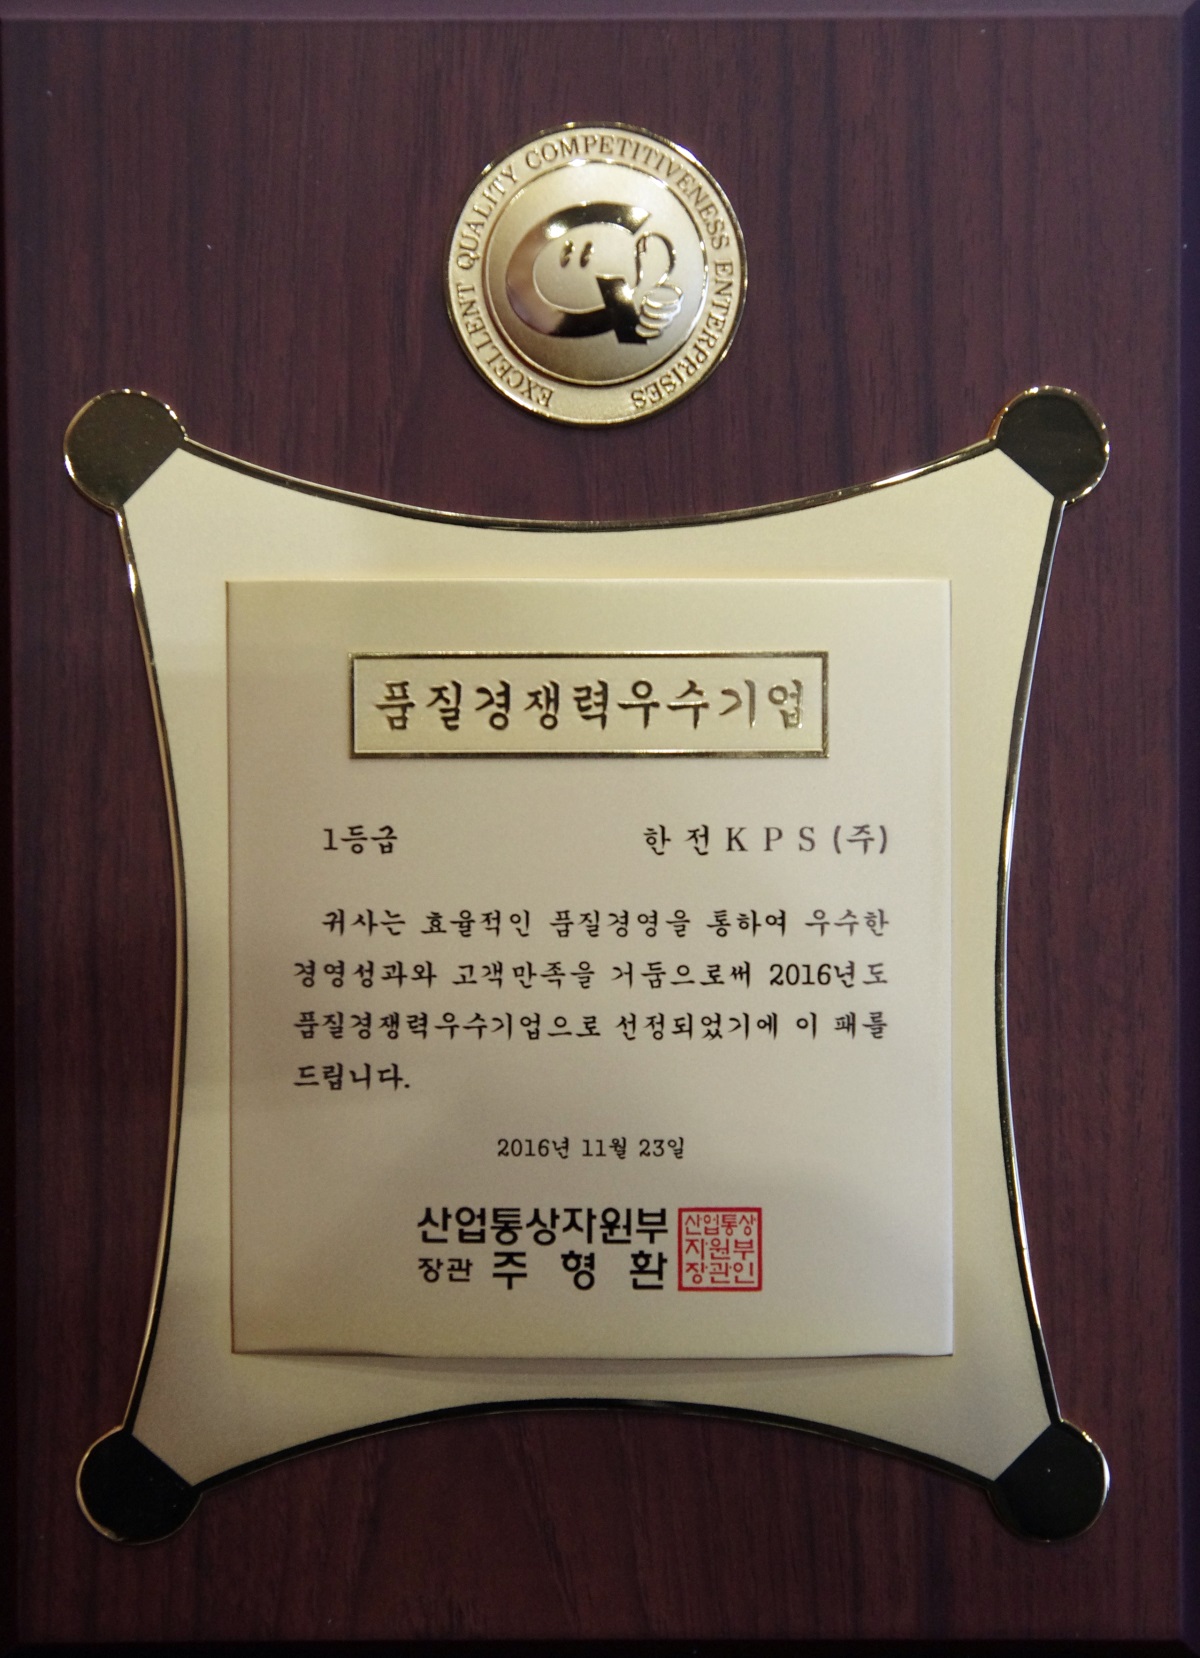 EXCELLENT QUALITY COMPETITIVENESS ENTERPRISES
품질경쟁력우수기업
1등급 한전KPS(주)
귀사는 효율적인 품질경영을 통하여 우수한
경영성과와 고객만족을 거둠으로써 2016년도
품질경쟁력우수기업으로 선정되었기에 이 패를
드립니다.
2016년 11월 23일
산업통상자원부
장관 주형환
산업통상
자원부
장관인